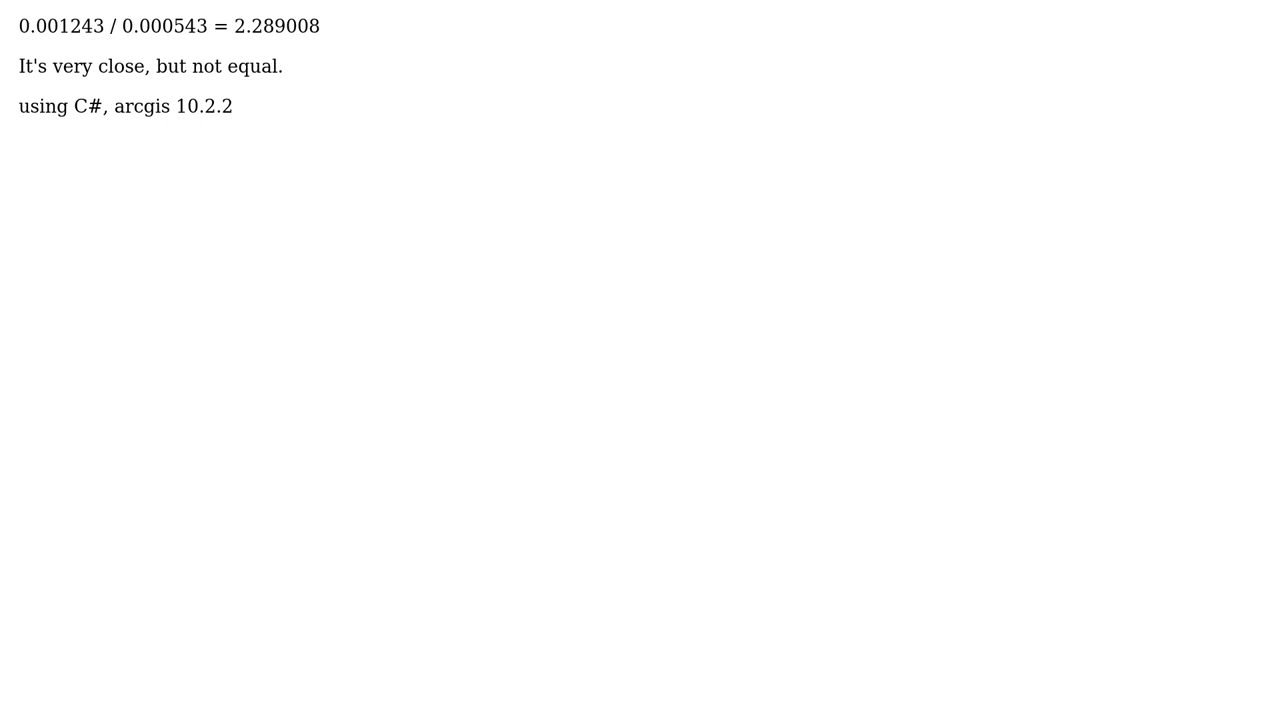 0.001243 / 0.000543 = 2.289008
It's very close, but not equal.
using C#, arcgis 10.2.2